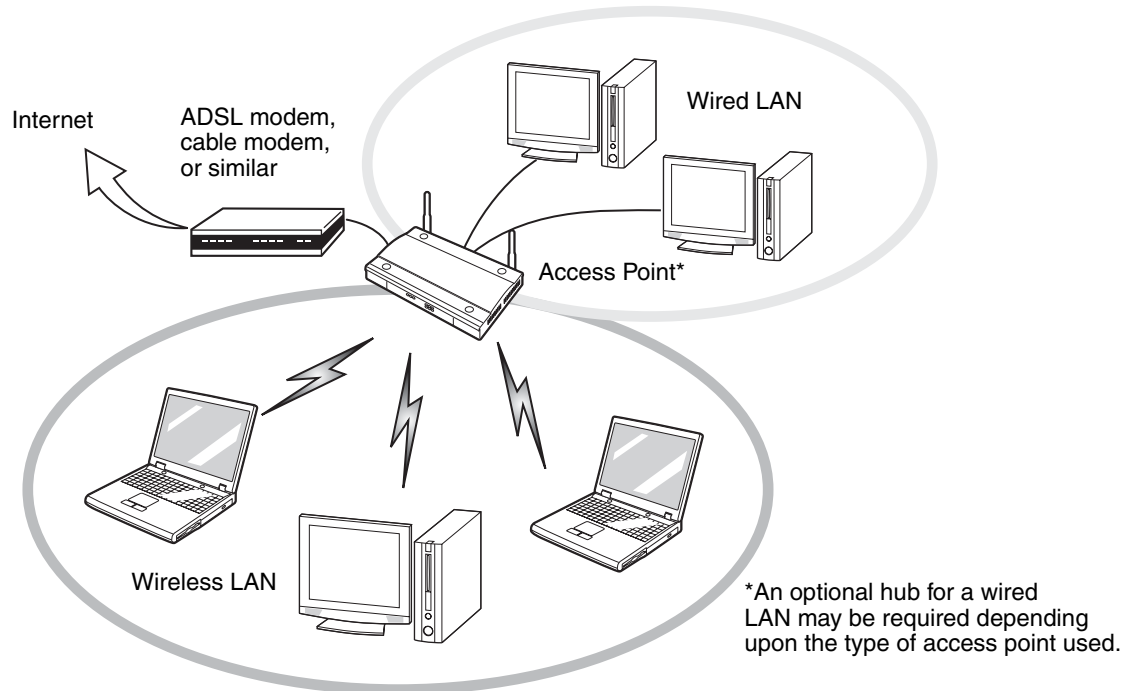 Internet
ADSL modem,
cable modem,
or similar
Wired LAN
Access Point*
Wireless LAN
*An optional hub for a wired
LAN may be required depending
upon the type of access point used.